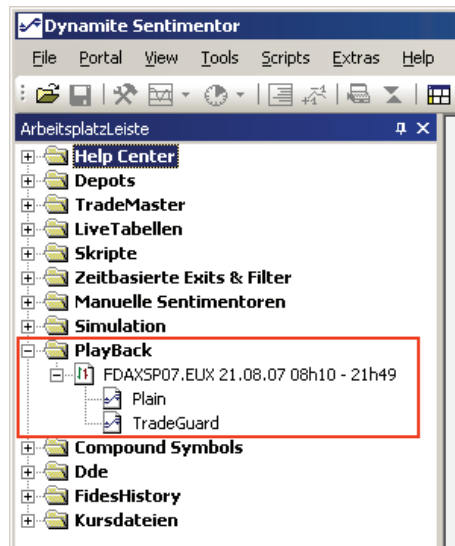 Dynamite Sentimentor
File Portal View Tools Scripts Extras Help
ArbeitsplatzLeiste
Help Center
Depots
TradeMaster
LiveTabellen
Skripte
Zeitbasierte Exits & Filter
Manuelle Sentimentoren
Simulation
PlayBack
FDAXSP07.EUX 21.08.07 08h10 - 21h49
Plain
TradeGuard
Compound Symbols
Dde
FidesHistory
Kursdateien